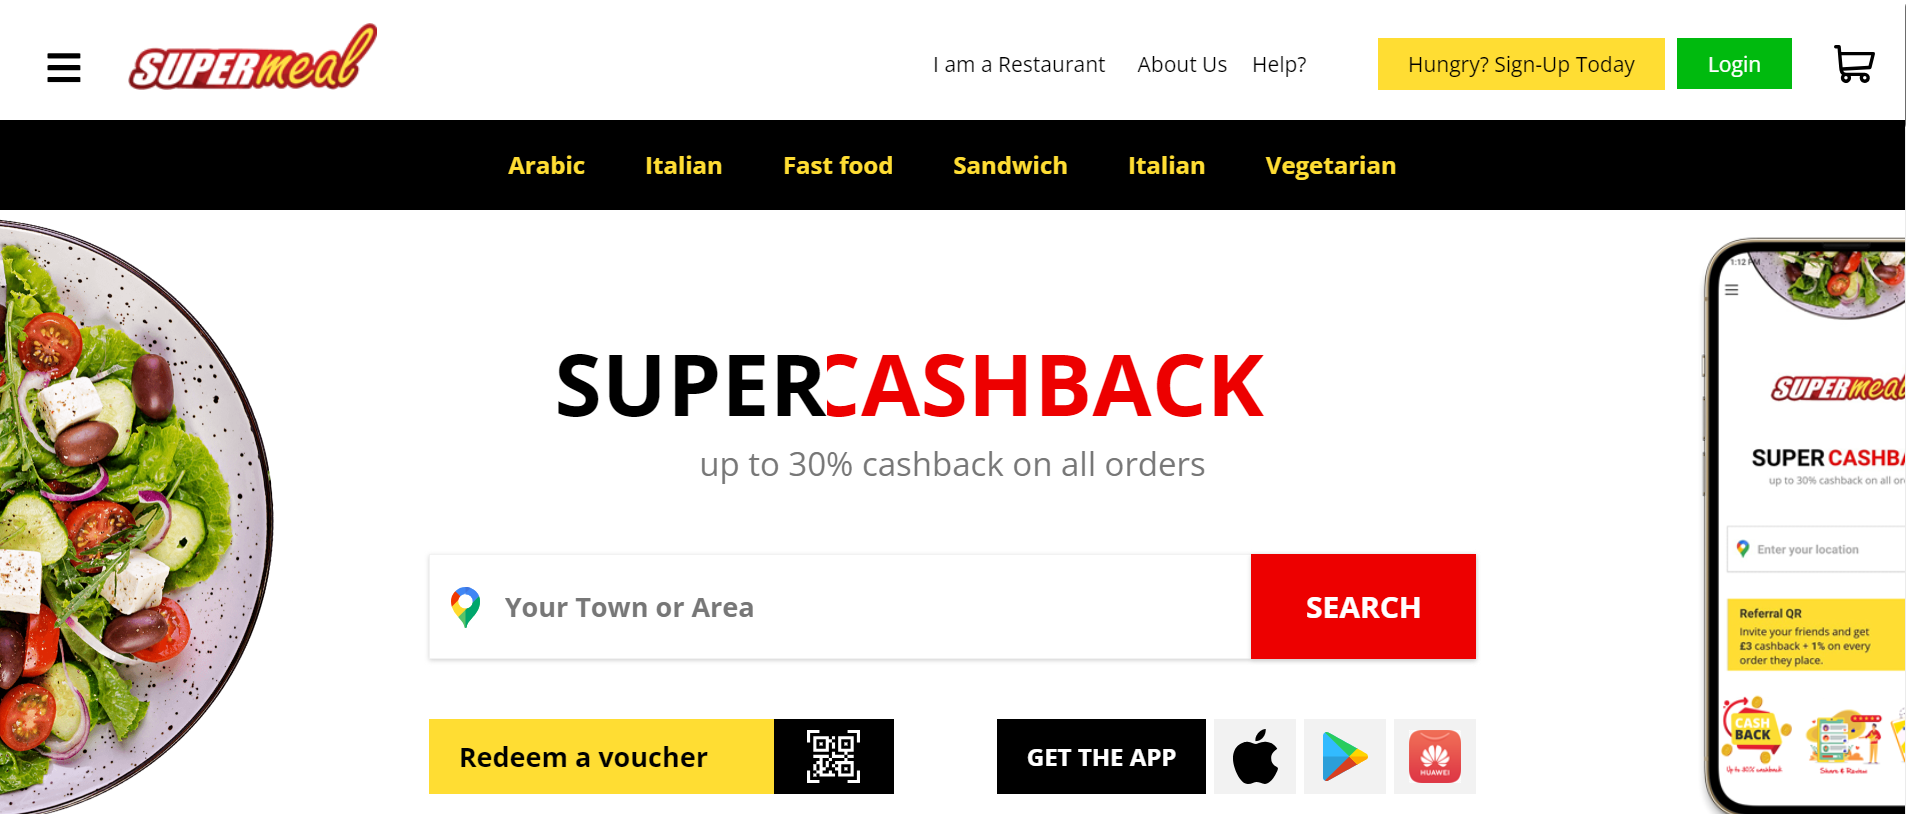 SUPERmeal
I am a Restaurant
About Us
Help?
Hungry? Sign-Up Today
Login
Arabic
Italian
Fast food
Sandwich
Italian
Vegetarian
SUPERCASHBACK
up to 30% cashback on all orders
Your Town or Area
SEARCH
Redeem a voucher
GET THE APP
HUAWEI
1:12 PM
SUPERmeal
SUPER CASHBA
up to 30% cashback on all or
Enter your location
Referral QR
Invite your friends and get
£3 cashback + 1% on every
order they place.
CASH
BACK
Up to 30% cashback
Share & Review